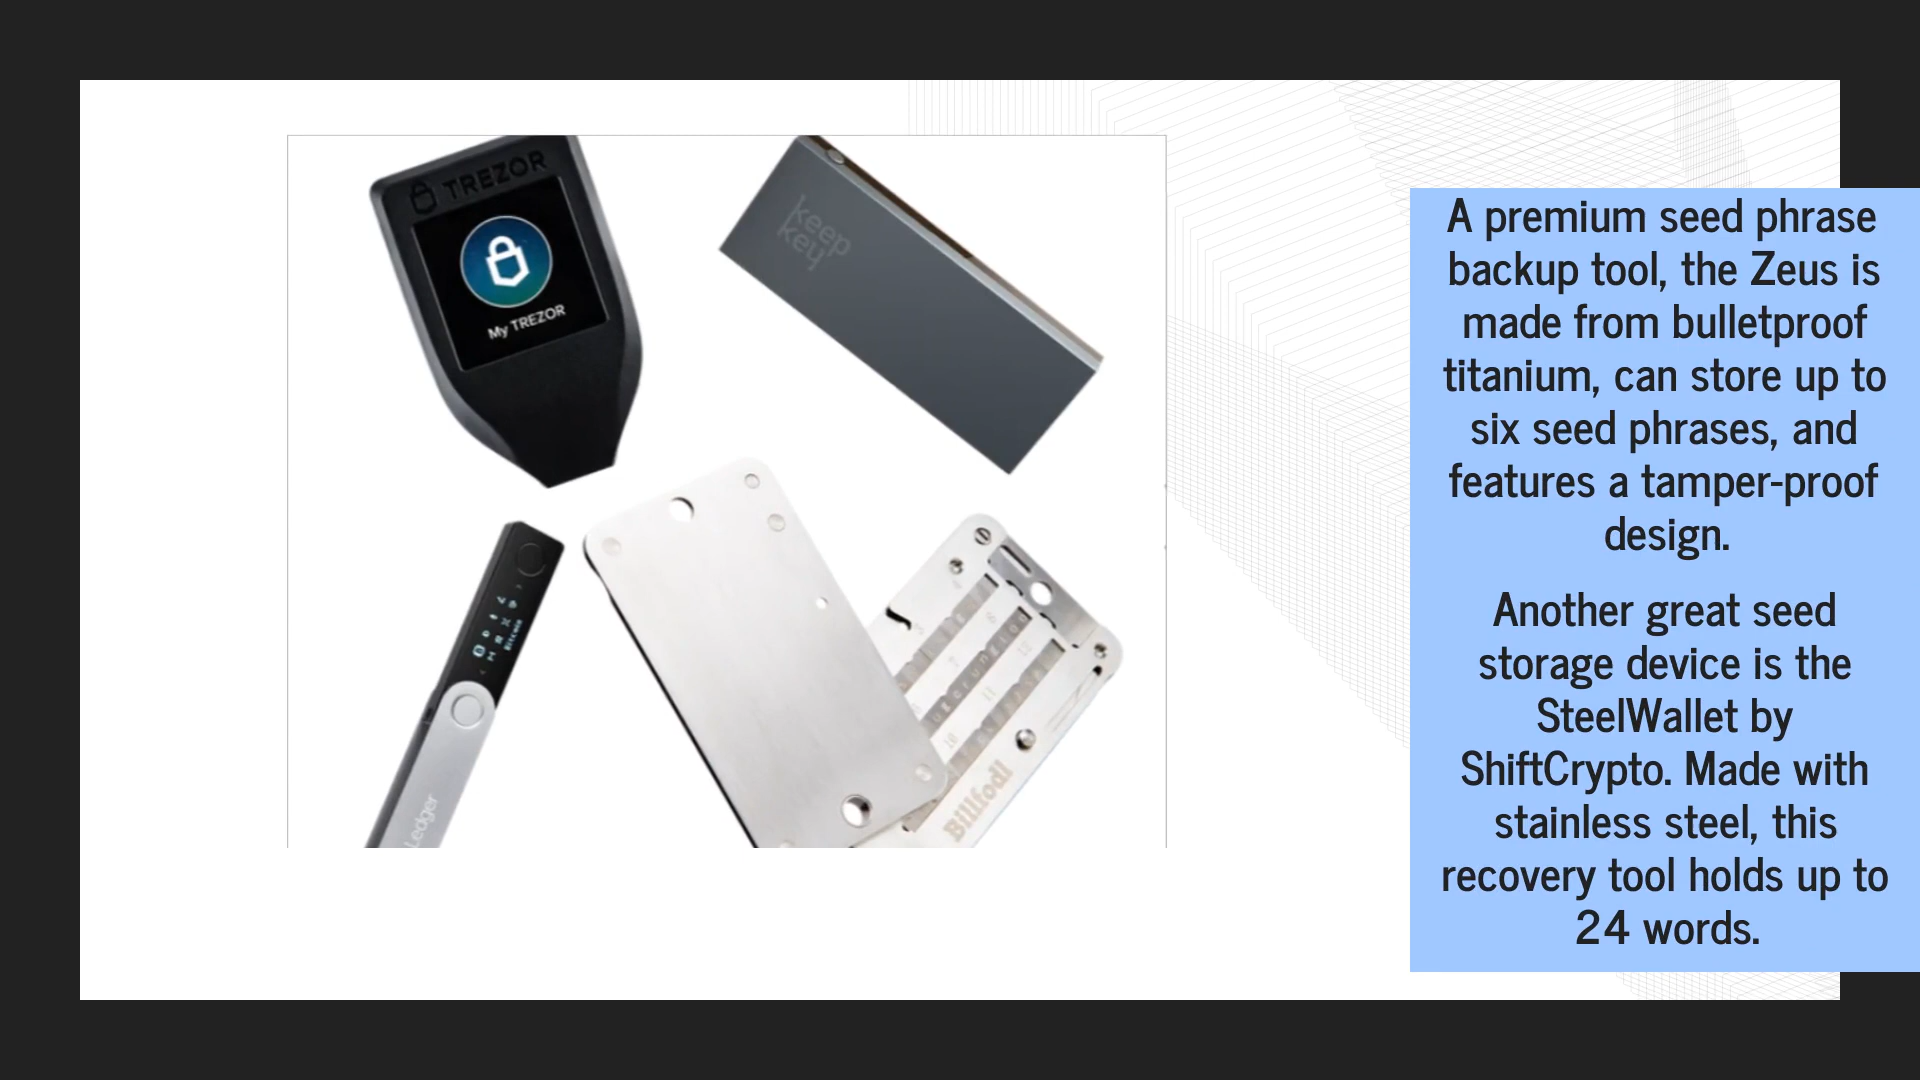 TREZOR
My TREZOR
keep
key
Bitcoin
Ledger
Billfodl
A premium seed phrase
backup tool, the Zeus is
made from bulletproof
titanium, can store up to
six seed phrases, and
features a tamper-proof
design.
Another great seed
storage device is the
SteelWallet by
ShiftCrypto. Made with
stainless steel, this
recovery tool holds up to
24 words.